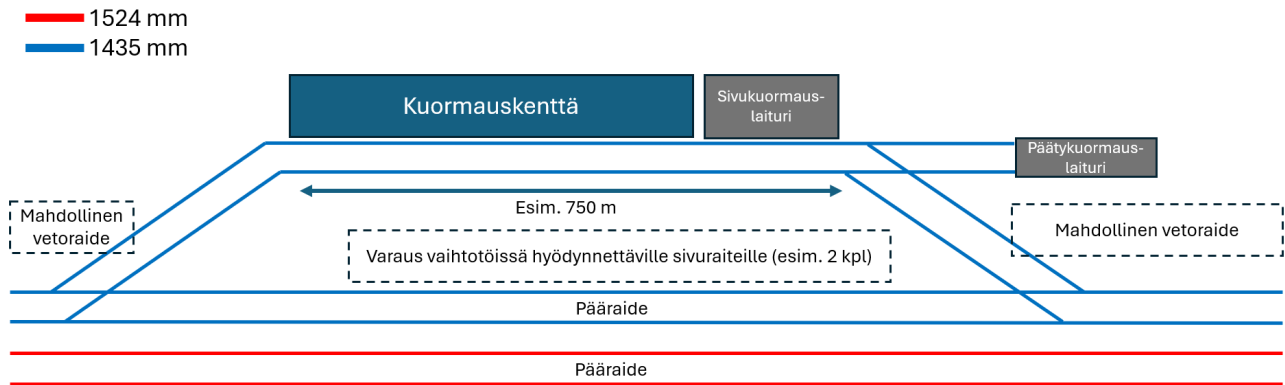 1524 mm
1435 mm
Kuormauskenttä
Sivukuormaus-
laituri
Päätykuormaus-
laituri
Esim. 750 m
Mahdollinen
vetoraide
Mahdollinen vetoraide
Varaus vaihtotöissä hyödynnettäville sivuraiteille (esim. 2 kpl)
Pääraide
Pääraide